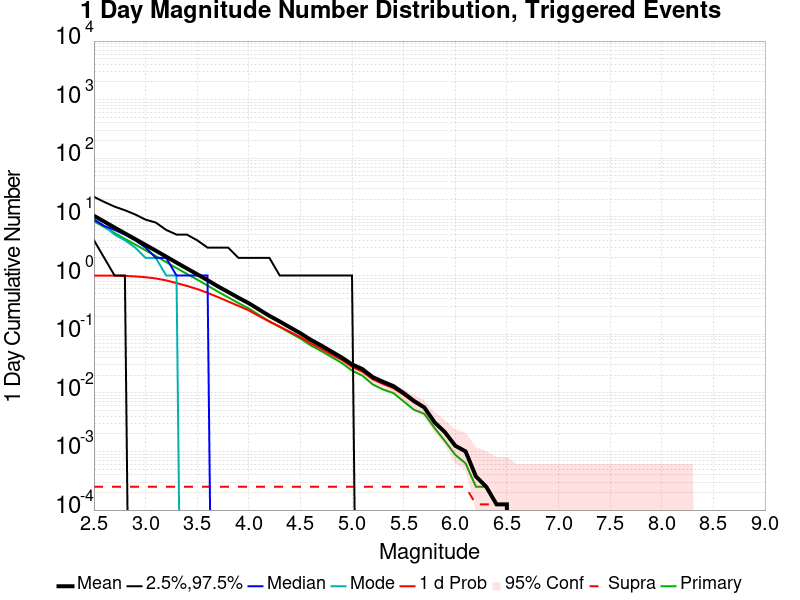 1 Day Magnitude Number Distribution, Triggered Events
10^4
10^3
10^2
10^1
10^0
10^-1
10^-2
10^-3
10^-4
1 Day Cumulative Number
2.5 3.0 3.5 4.0 4.5 5.0 5.5 6.0 6.5 7.0 7.5 8.0 8.5 9.0
Magnitude
Mean 2.5%,97.5% Median Mode 1 d Prob 95% Conf Supra Primary